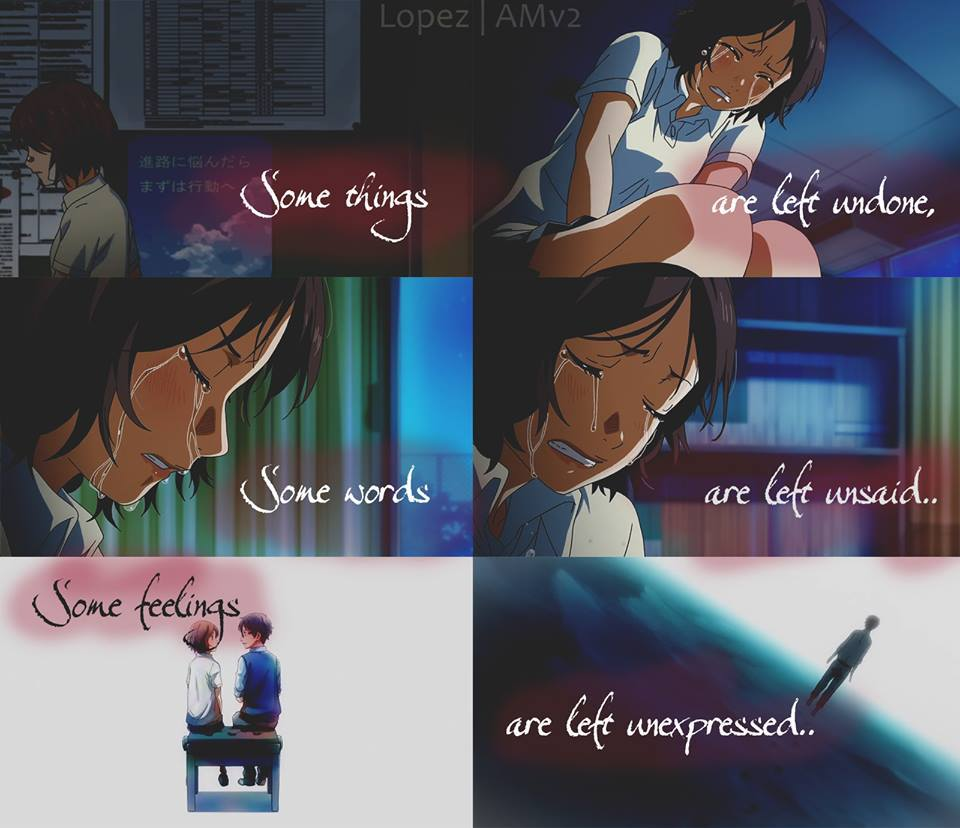 Lopez | AMv2
進路に悩んだら
まずは行動へ
Some things
are left undone,
Some words
are left unsaid..
Some feelings
are left unexpressed..